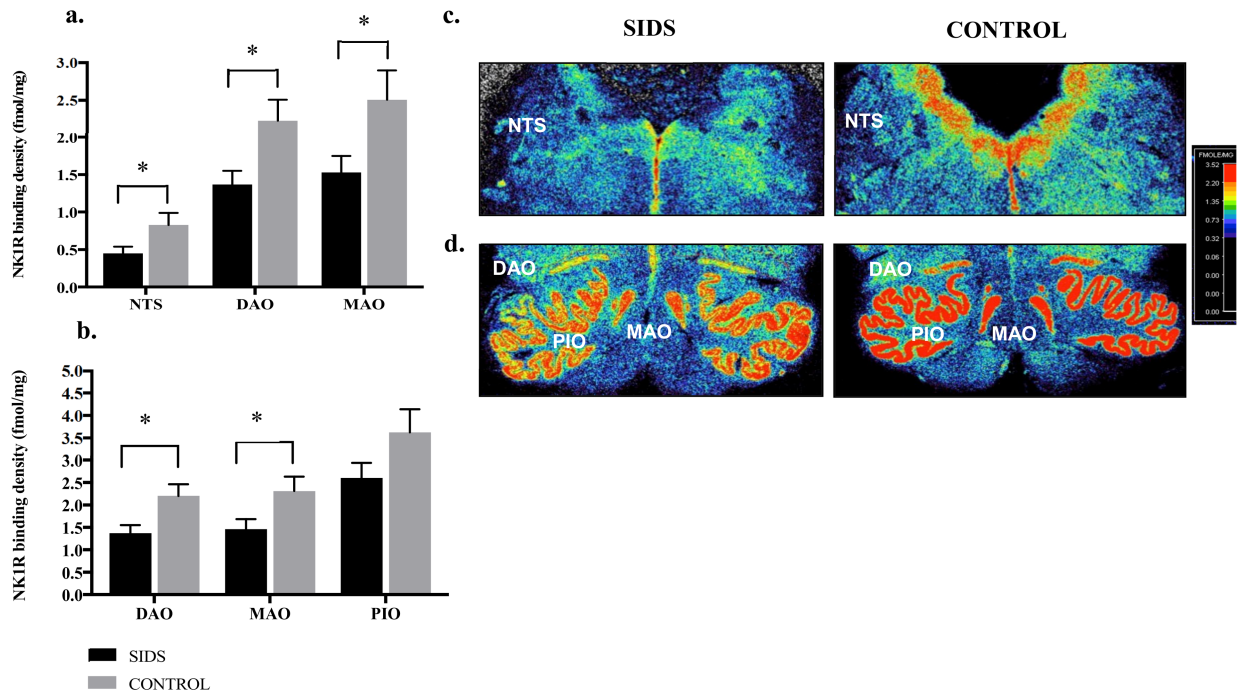 a.
NK1R binding density (fmol/mg)
3.0
2.5
2.0
1.5
1.0
0.5
0.0
*
*
*
NTS DAO MAO
b.
NK1R binding density (fmol/mg)
5.0
4.5
4.0
3.5
3.0
2.5
2.0
1.5
1.0
0.5
0.0
*
*
DAO MAO PIO
SIDS
CONTROL
c.
SIDS CONTROL
NTS
NTS
FMOLE/MG
3.52
2.20
1.35
0.73
0.32
0.06
0.00
0.00
0.00
d.
DAO
PIO
MAO
DAO
PIO
MAO